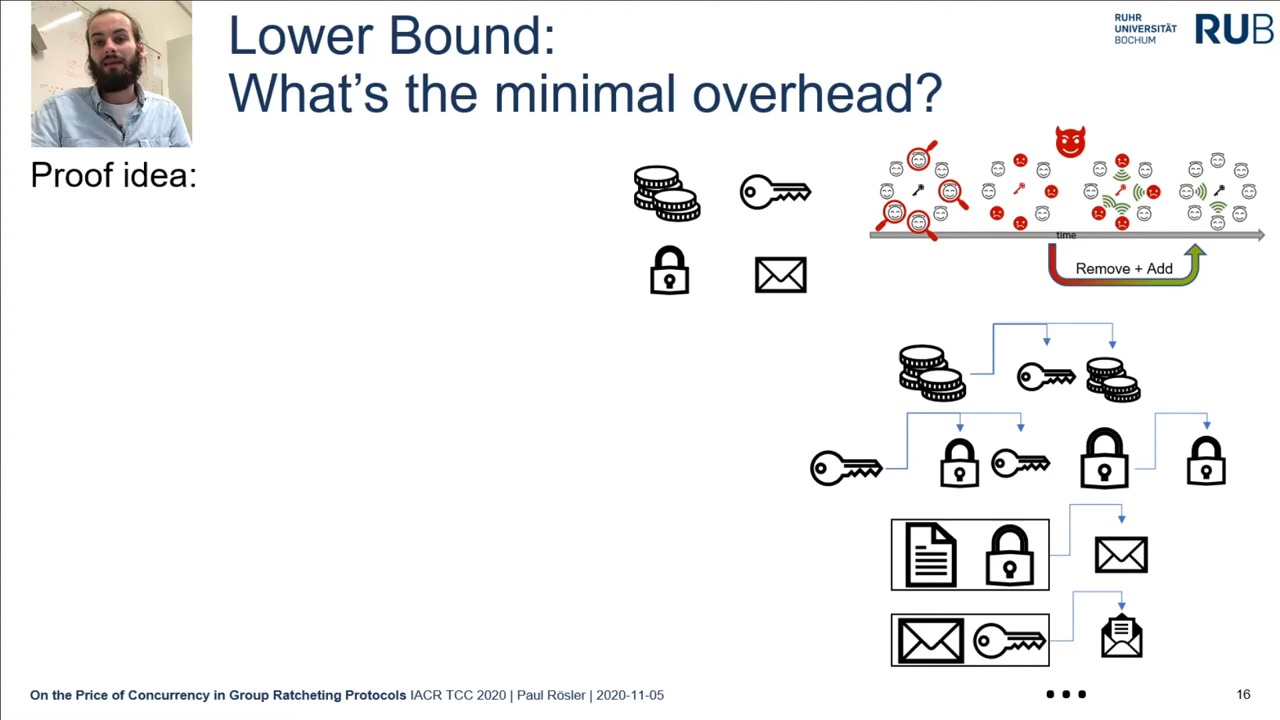 Lower Bound:
What's the minimal overhead?
RUHR
UNIVERSITÄT
BOCHUM
RUB
Proof idea:
time
Remove + Add
On the Price of Concurrency in Group Ratcheting Protocols IACR TCC 2020 | Paul Rösler | 2020-11-05
16